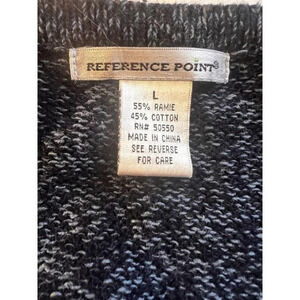 REFERENCE POINT®
L
55% RAMIE
45% COTTON
RN# 50550
MADE IN CHINA
SEE REVERSE
FOR CARE